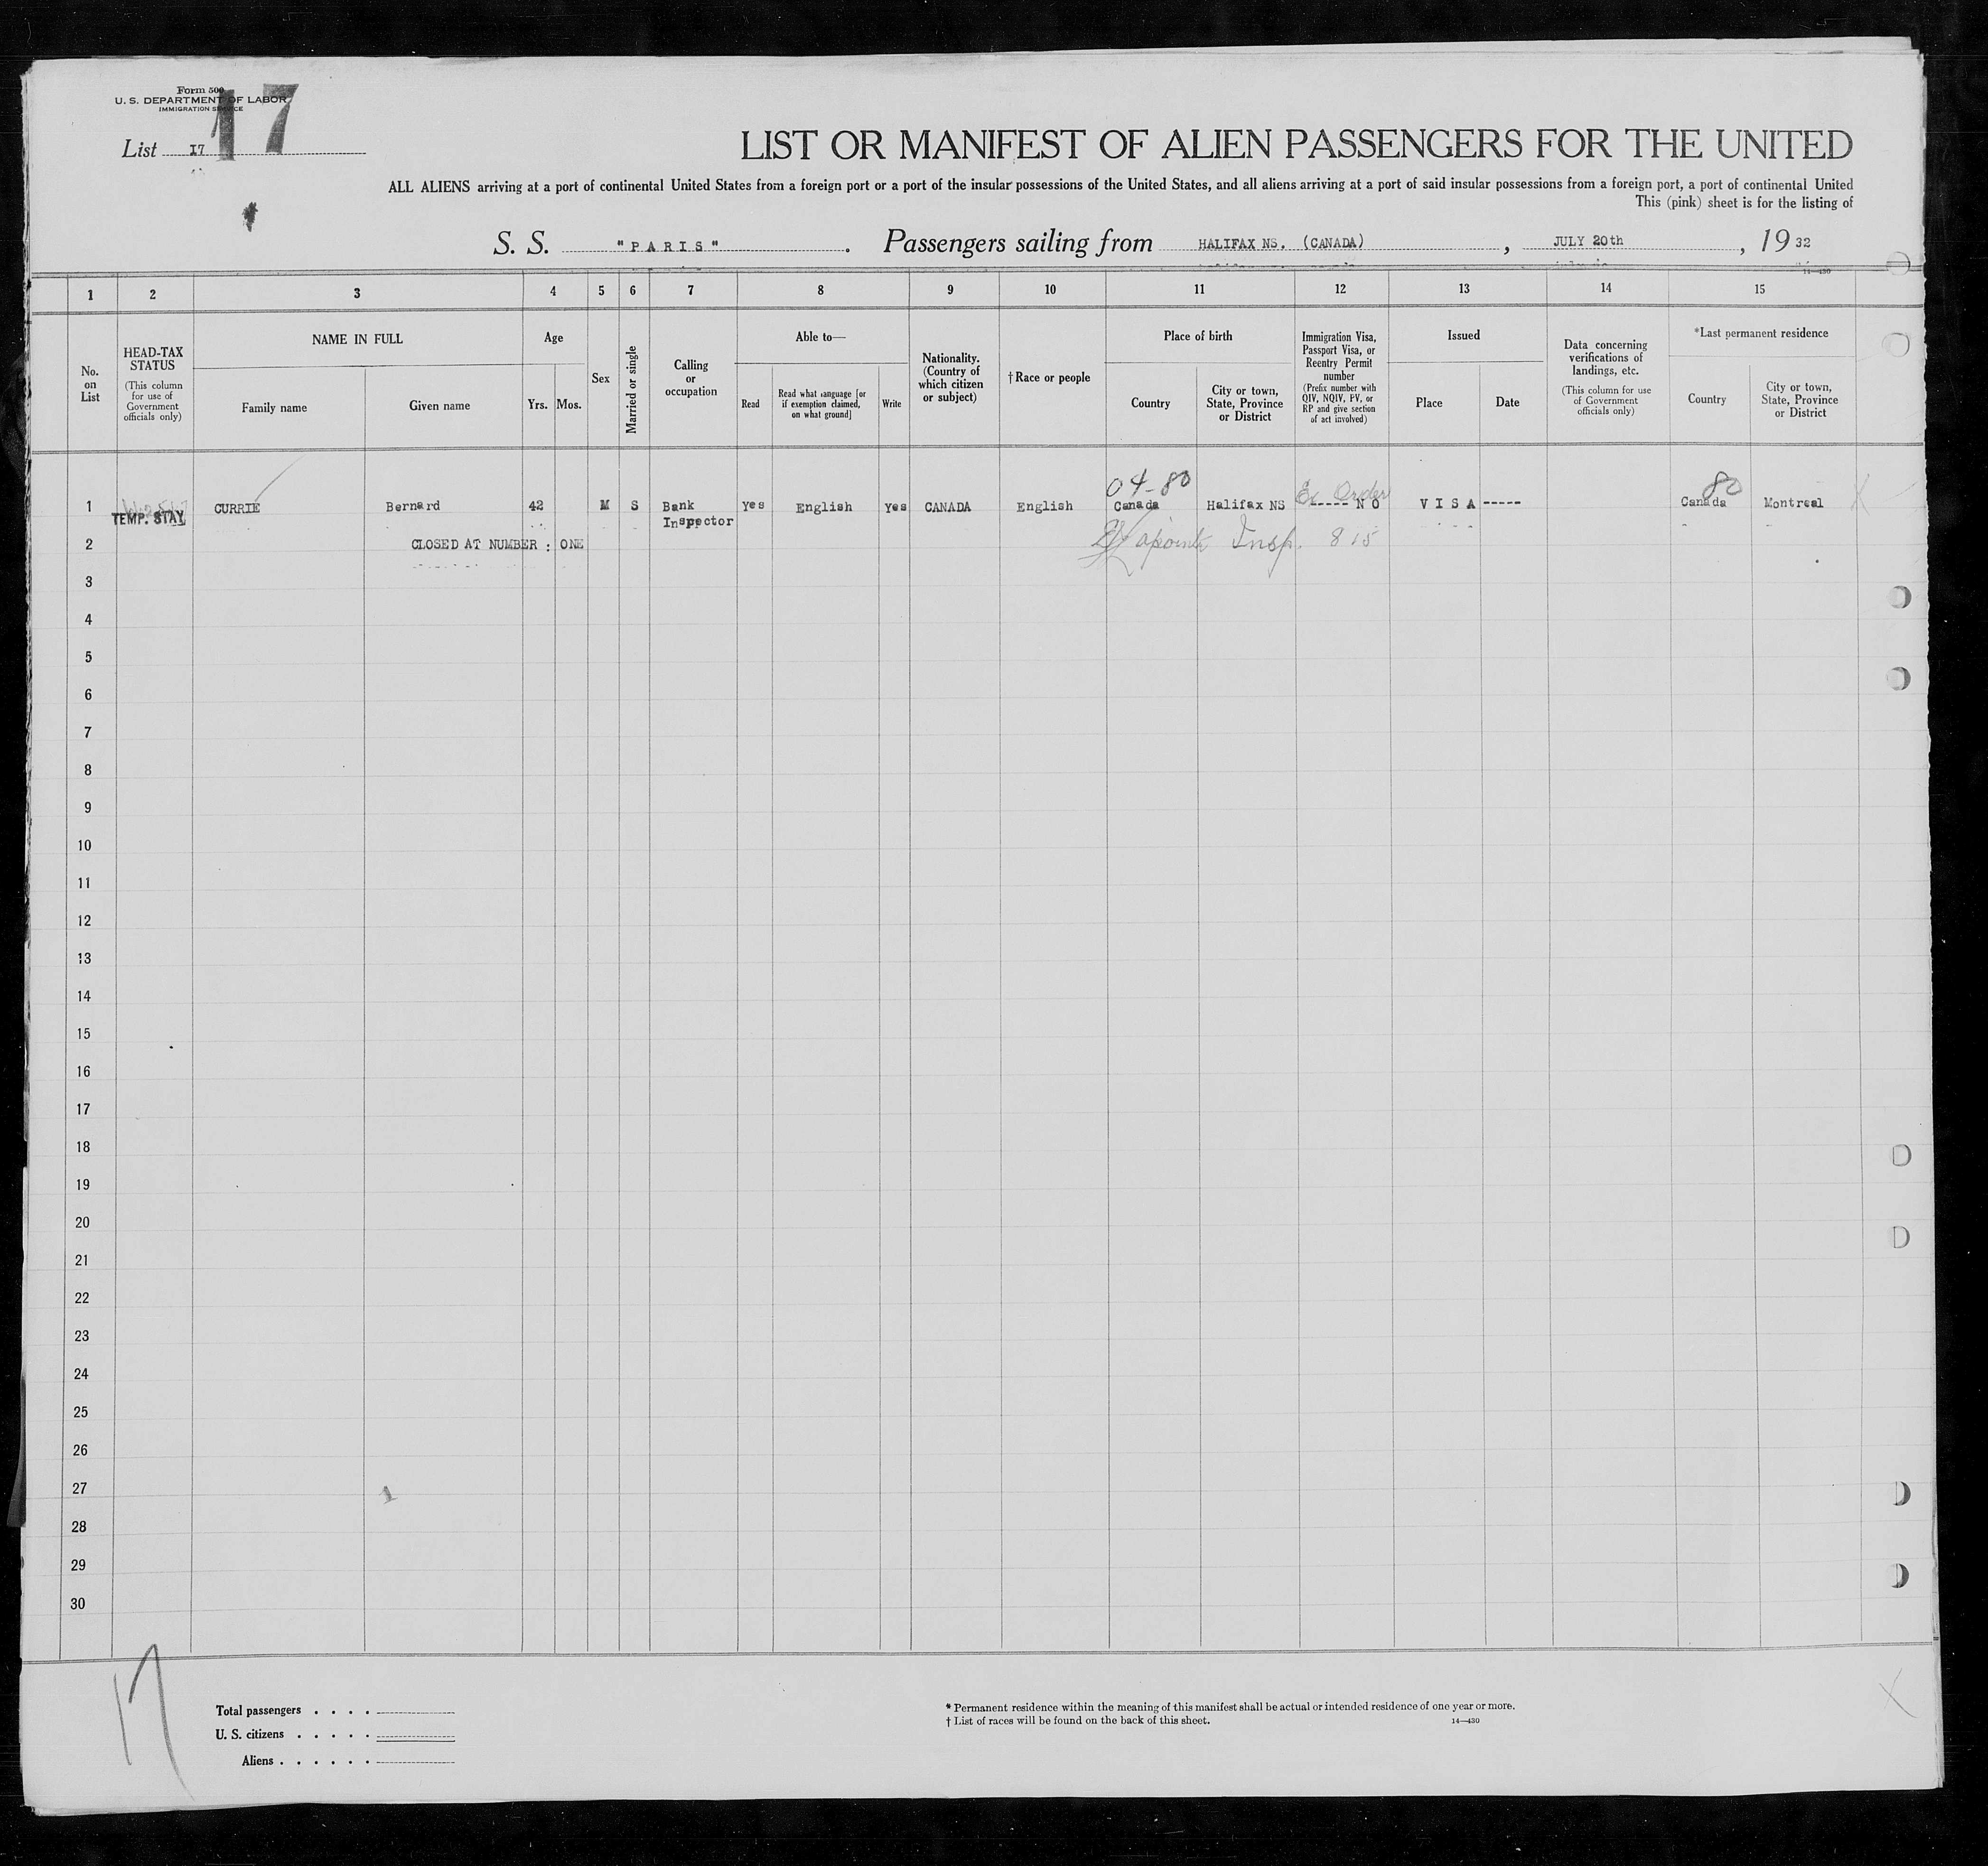 Form 500
U. S. DEPARTMENT OF LABOR
IMMIGRATION SERVICE
List 17
17
LIST OR MANIFEST OF ALIEN PASSENGERS FOR THE UNITED
ALL ALIENS arriving at a port of continental United States from a foreign port or a port of the insular possessions of the United States, and all aliens arriving at a port of said insular possessions from a foreign port, a port of continental United
This (pink) sheet is for the listing of
S. S. "PARIS". Passengers sailing from HALIFAX NS. (CANADA), JULY 20th, 1932
14—430
1 2 3 4 5 6 7 8 9 10 11 12 13 14 15
No. on List
HEAD-TAX STATUS
(This column for use of Government officials only)
NAME IN FULL
Family name
Given name
Age
Yrs.
Mos.
Sex
Married or single
Calling or occupation
Able to—
Read
Read what language [or if exemption claimed, on what ground]
Write
Nationality. (Country of which citizen or subject)
†Race or people
Place of birth
Country
City or town, State, Province or District
Immigration Visa, Passport Visa, or Reentry Permit number
(Prefix number with QIV, NQIV, PV, or RP and give section of act involved)
Issued
Place
Date
Data concerning verifications of landings, etc.
(This column for use of Government officials only)
*Last permanent residence
Country
City or town, State, Province or District
04-80
Ex Order
80
1 TEMP. STAY CURRIE Bernard 42 M S Bank Inspector Yes English Yes CANADA English Canada Halifax NS ----- NO VISA ----- Canada Montreal
2 CLOSED AT NUMBER : ONE
Insp. 815
3
4
5
6
7
8
9
10
11
12
13
14
15
16
17
18
19
20
21
22
23
24
25
26
27
1
28
29
30
17
Total passengers . . . .
U. S. citizens . . . . .
Aliens . . . . . .
* Permanent residence within the meaning of this manifest shall be actual or intended residence of one year or more.
† List of races will be found on the back of this sheet.
14—430